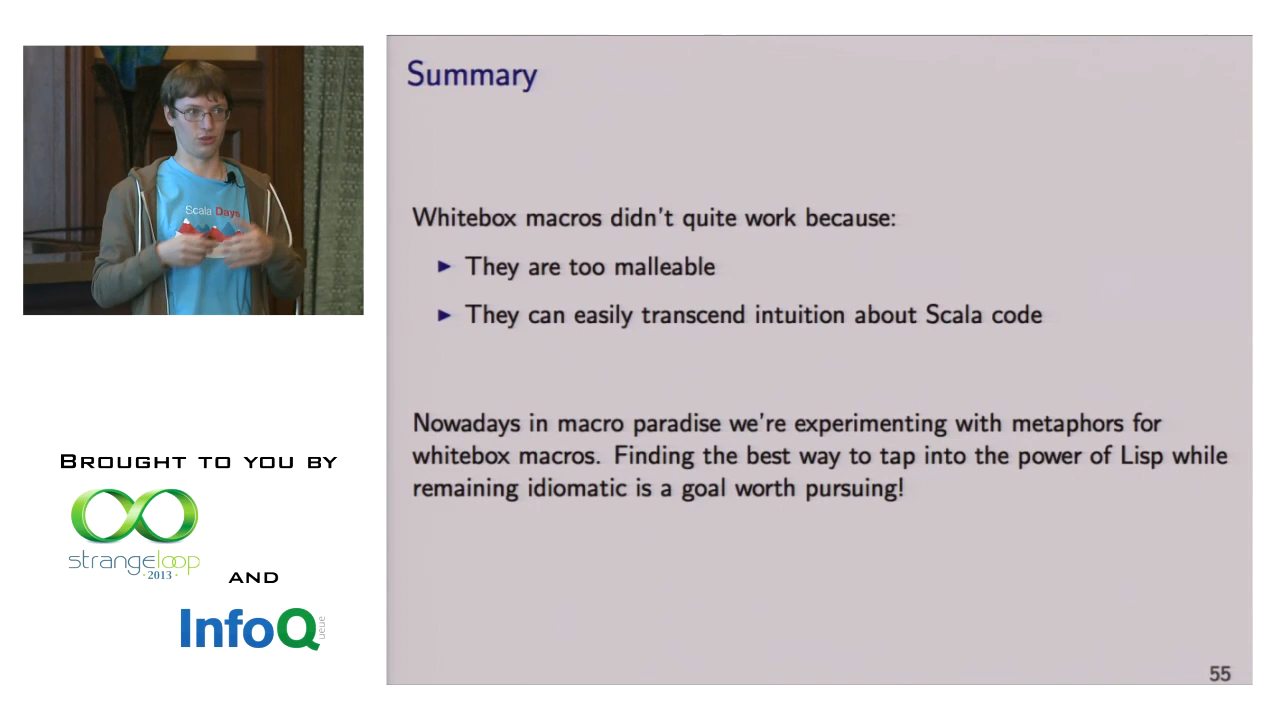 Summary
Whitebox macros didn't quite work because:
They are too malleable
They can easily transcend intuition about Scala code
Nowadays in macro paradise we're experimenting with metaphors for
whitebox macros. Finding the best way to tap into the power of Lisp while
remaining idiomatic is a goal worth pursuing!
55
Scala Days
BROUGHT TO YOU BY
strangeloop
·2013·
AND
InfoQ
ueue